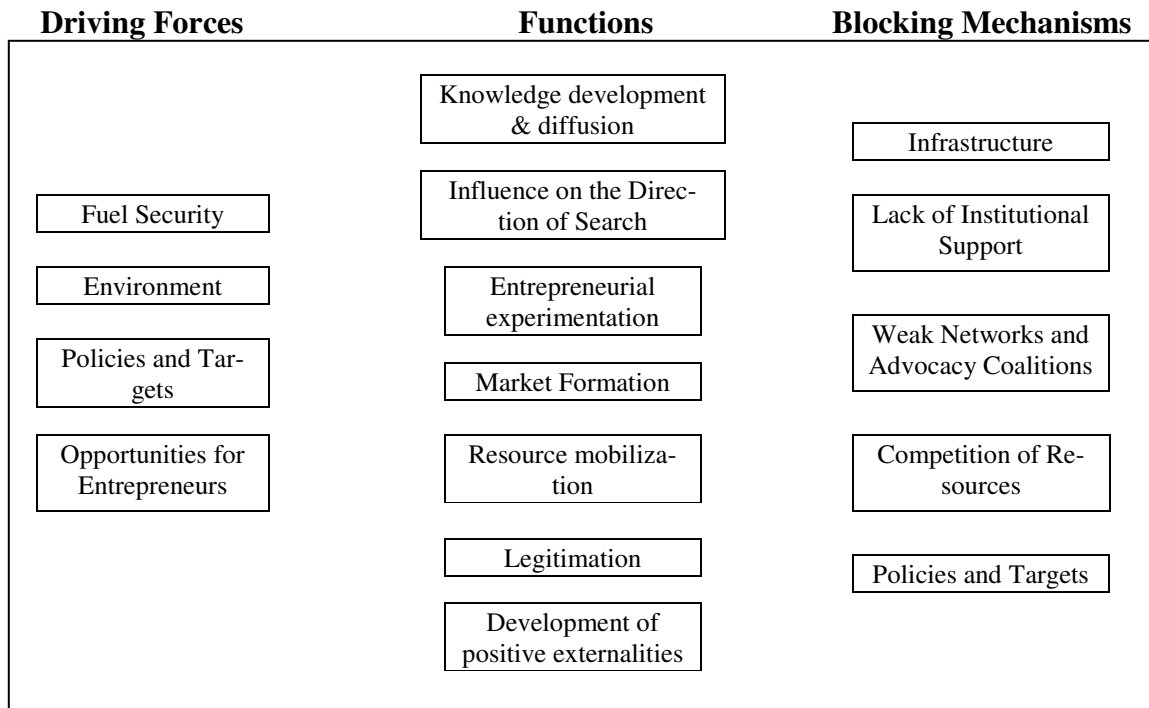 Driving Forces
Functions
Blocking Mechanisms
Fuel Security
Environment
Policies and Tar-
gets
Opportunities for
Entrepreneurs
Knowledge development
& diffusion
Influence on the Direc-
tion of Search
Entrepreneurial
experimentation
Market Formation
Resource mobiliza-
tion
Legitimation
Development of
positive externalities
Infrastructure
Lack of Institutional
Support
Weak Networks and
Advocacy Coalitions
Competition of Re-
sources
Policies and Targets